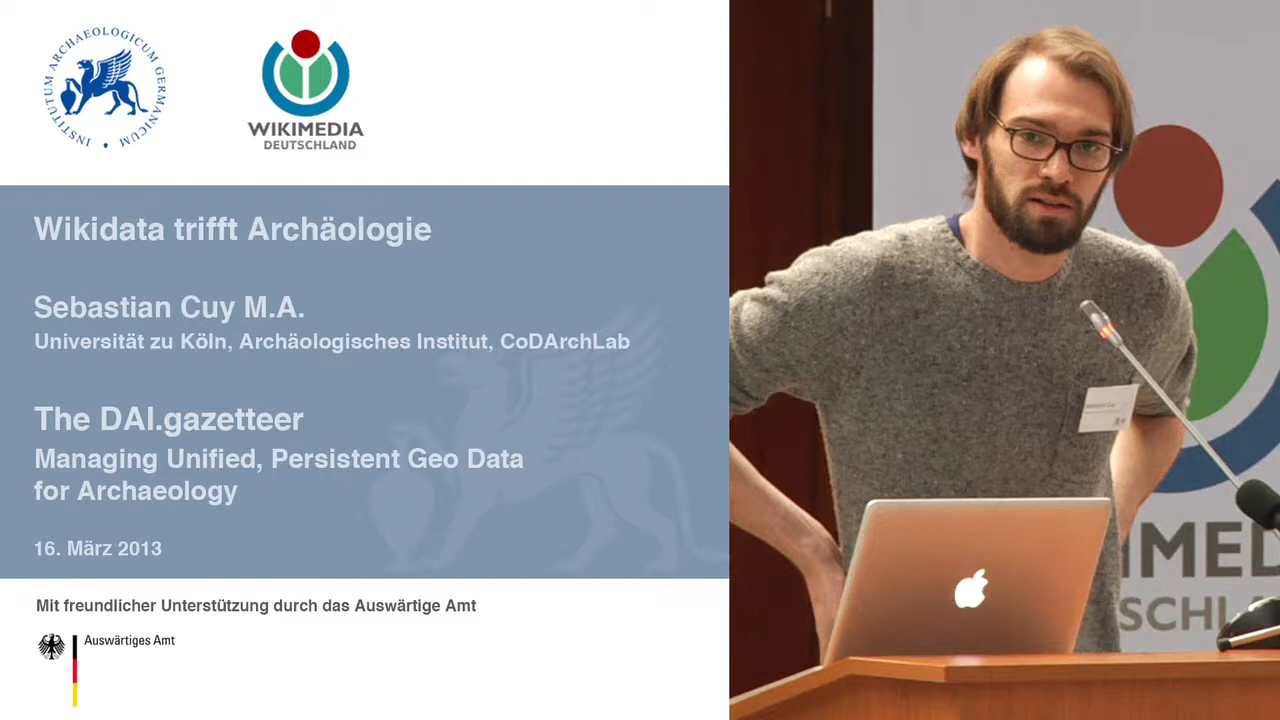 INSTITUTUM ARCHAEOLOGICUM GERMANICUM
WIKIMEDIA
DEUTSCHLAND
Wikidata trifft Archäologie
Sebastian Cuy M.A.
Universität zu Köln, Archäologisches Institut, CoDArchLab
The DAI.gazetteer
Managing Unified, Persistent Geo Data
for Archaeology
16. März 2013
Mit freundlicher Unterstützung durch das Auswärtige Amt
Auswärtiges Amt
IMED
SCHL